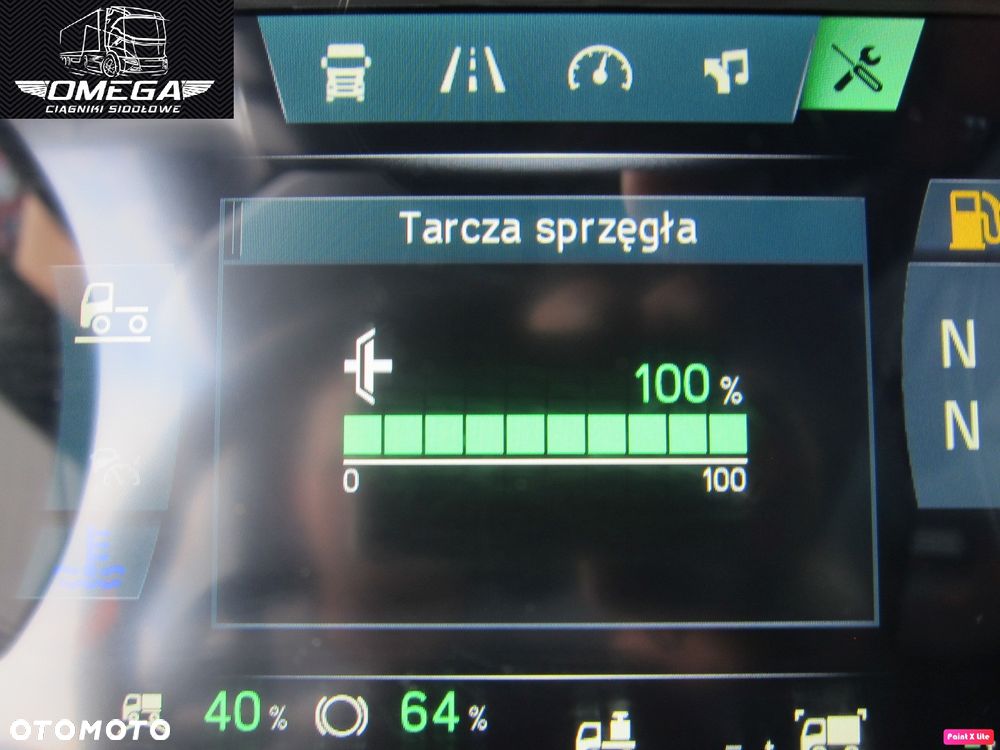 OMEGA
CIĄGNIKI SIODŁOWE
Tarcza sprzęgła
N
100 %
N
0
100
40 %
64 %
OTOMOTO
Paint X Lite